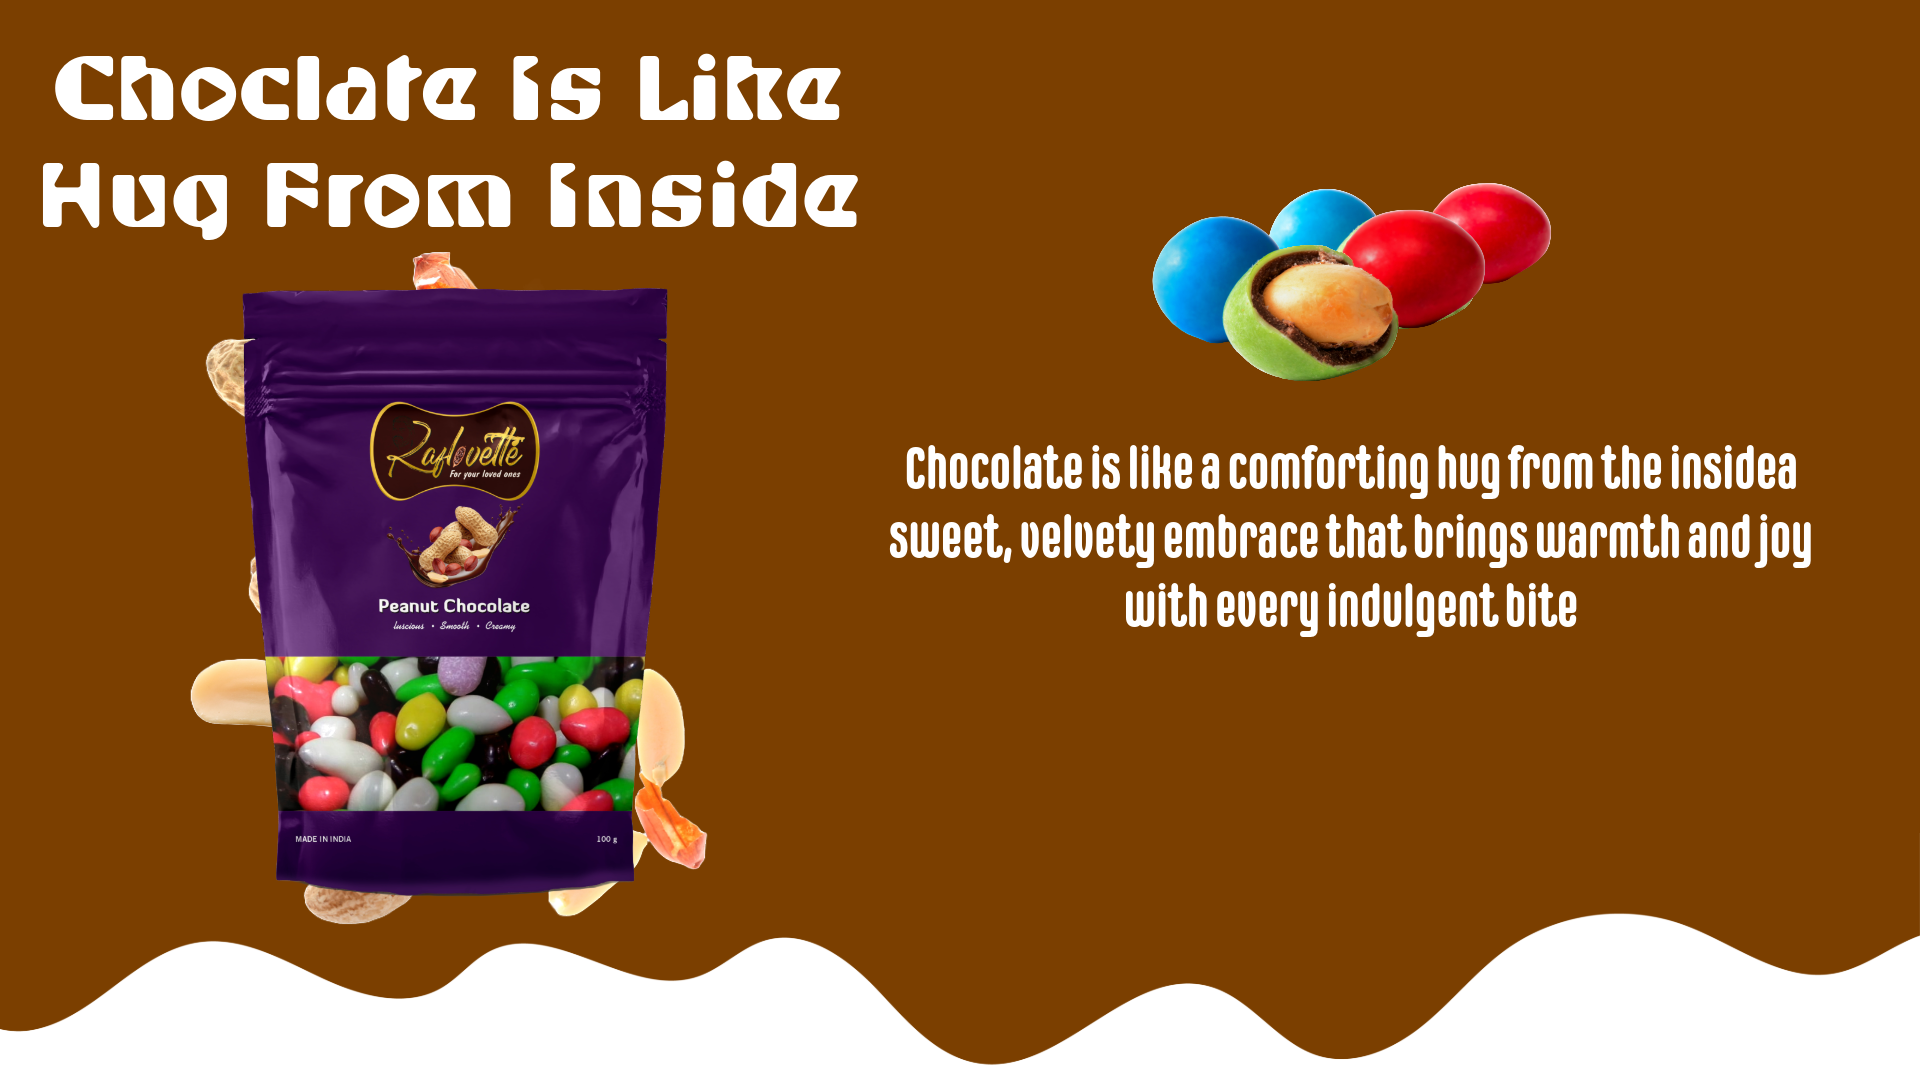 Choclate Is Like
Hug From Inside
Raflovette
For your loved ones
Peanut Chocolate
luscious • Smooth • Creamy
MADE IN INDIA
100 g
Chocolate is like a comforting hug from the insidea
sweet, velvety embrace that brings warmth and joy
with every indulgent bite